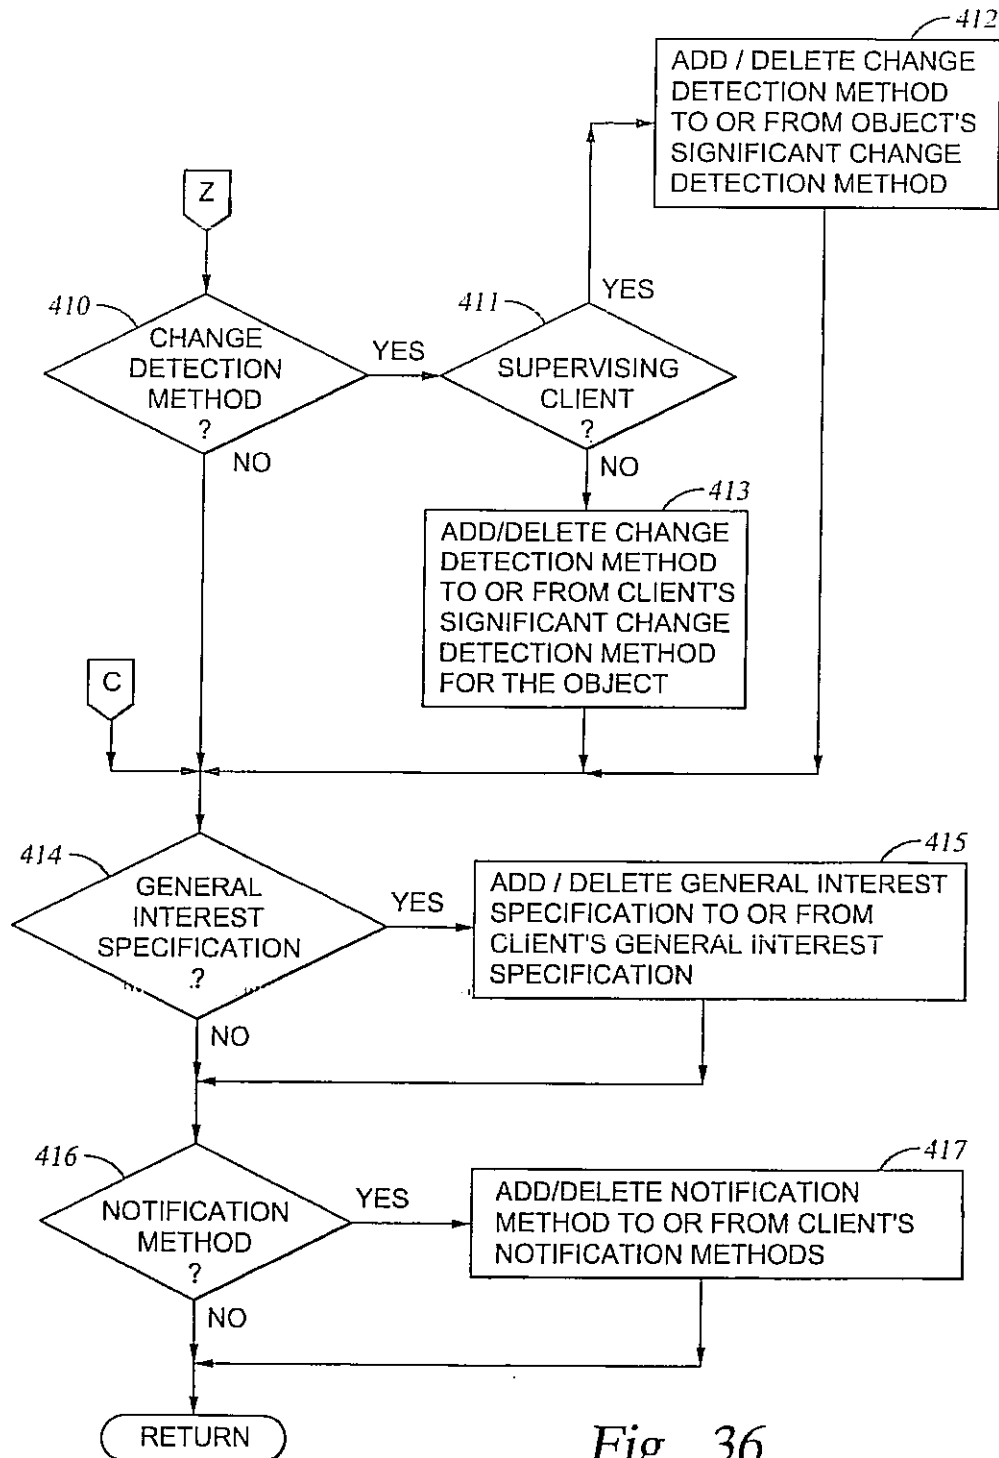 412
ADD / DELETE CHANGE
DETECTION METHOD
TO OR FROM OBJECT'S
SIGNIFICANT CHANGE
DETECTION METHOD
Z
410
CHANGE
DETECTION
METHOD
?
YES
NO
411
SUPERVISING
CLIENT
?
YES
NO
413
ADD/DELETE CHANGE
DETECTION METHOD
TO OR FROM CLIENT'S
SIGNIFICANT CHANGE
DETECTION METHOD
FOR THE OBJECT
C
414
GENERAL
INTEREST
SPECIFICATION
?
YES
NO
415
ADD / DELETE GENERAL INTEREST
SPECIFICATION TO OR FROM
CLIENT'S GENERAL INTEREST
SPECIFICATION
416
NOTIFICATION
METHOD
?
YES
NO
417
ADD/DELETE NOTIFICATION
METHOD TO OR FROM CLIENT'S
NOTIFICATION METHODS
RETURN
Fig. 36